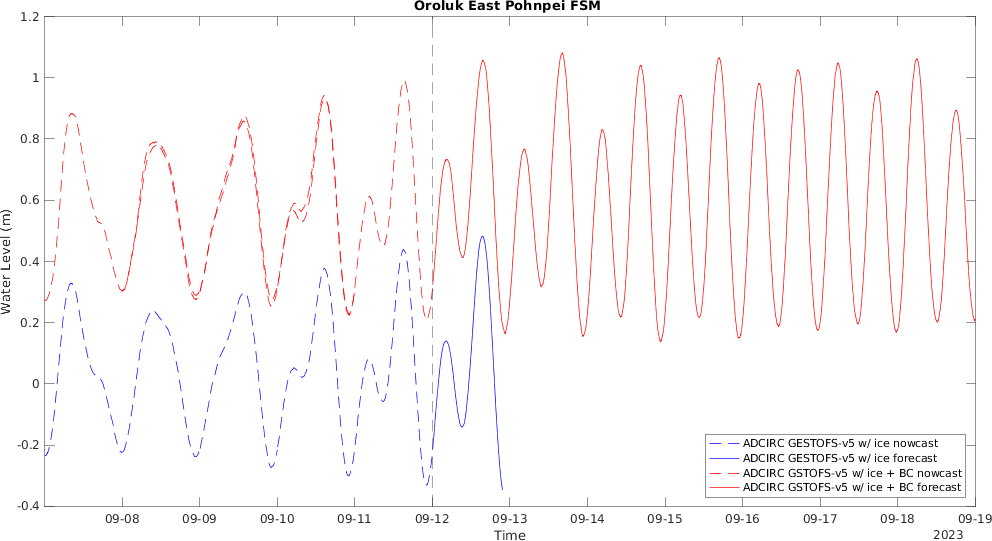 Oroluk East Pohnpei FSM
1.2
1
0.8
0.6
0.4
0.2
0
-0.2
-0.4
Water Level (m)
ADCIRC GESTOFS-v5 w/ ice nowcast
ADCIRC GESTOFS-v5 w/ ice forecast
ADCIRC GSTOFS-v5 w/ ice + BC nowcast
ADCIRC GSTOFS-v5 w/ ice + BC forecast
09-08 09-09 09-10 09-11 09-12 09-13 09-14 09-15 09-16 09-17 09-18 09-19
Time
2023